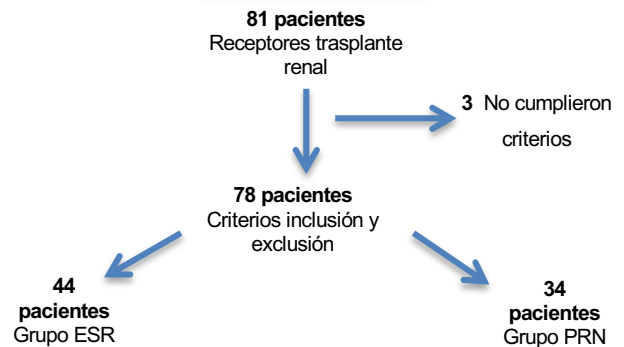 81 pacientes
Receptores trasplante
renal
3 No cumplieron
criterios
78 pacientes
Criterios inclusión y
exclusión
44
pacientes
Grupo ESR
34
pacientes
Grupo PRN